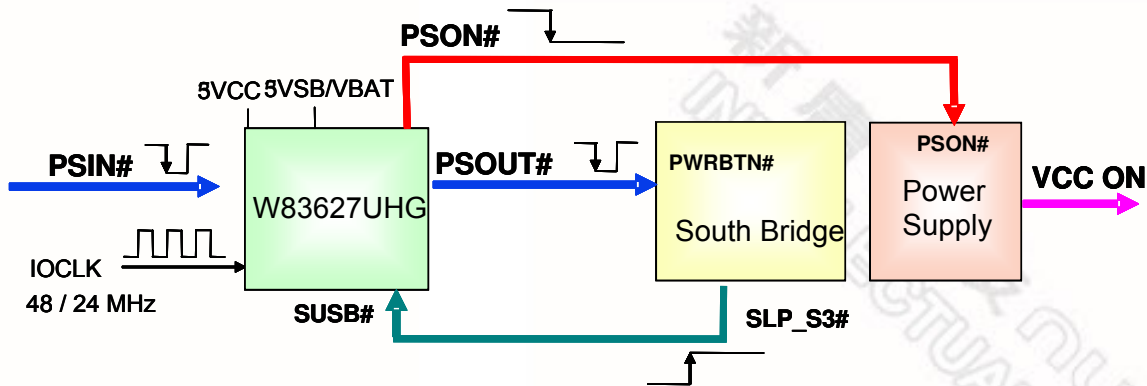 PSON#
5VCC 5VSB/VBAT
PSIN#
PSOUT#
W83627UHG
PWRBTN#
South Bridge
PSON#
Power
Supply
VCC ON
IOCLK
48 / 24 MHz
SUSB#
SLP_S3#
新